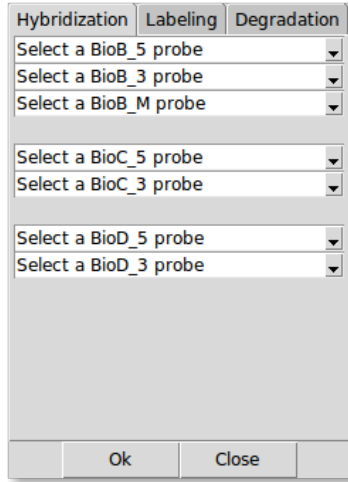 Hybridization Labeling Degradation
Select a BioB_5 probe
Select a BioB_3 probe
Select a BioB_M probe
Select a BioC_5 probe
Select a BioC_3 probe
Select a BioD_5 probe
Select a BioD_3 probe
Ok Close